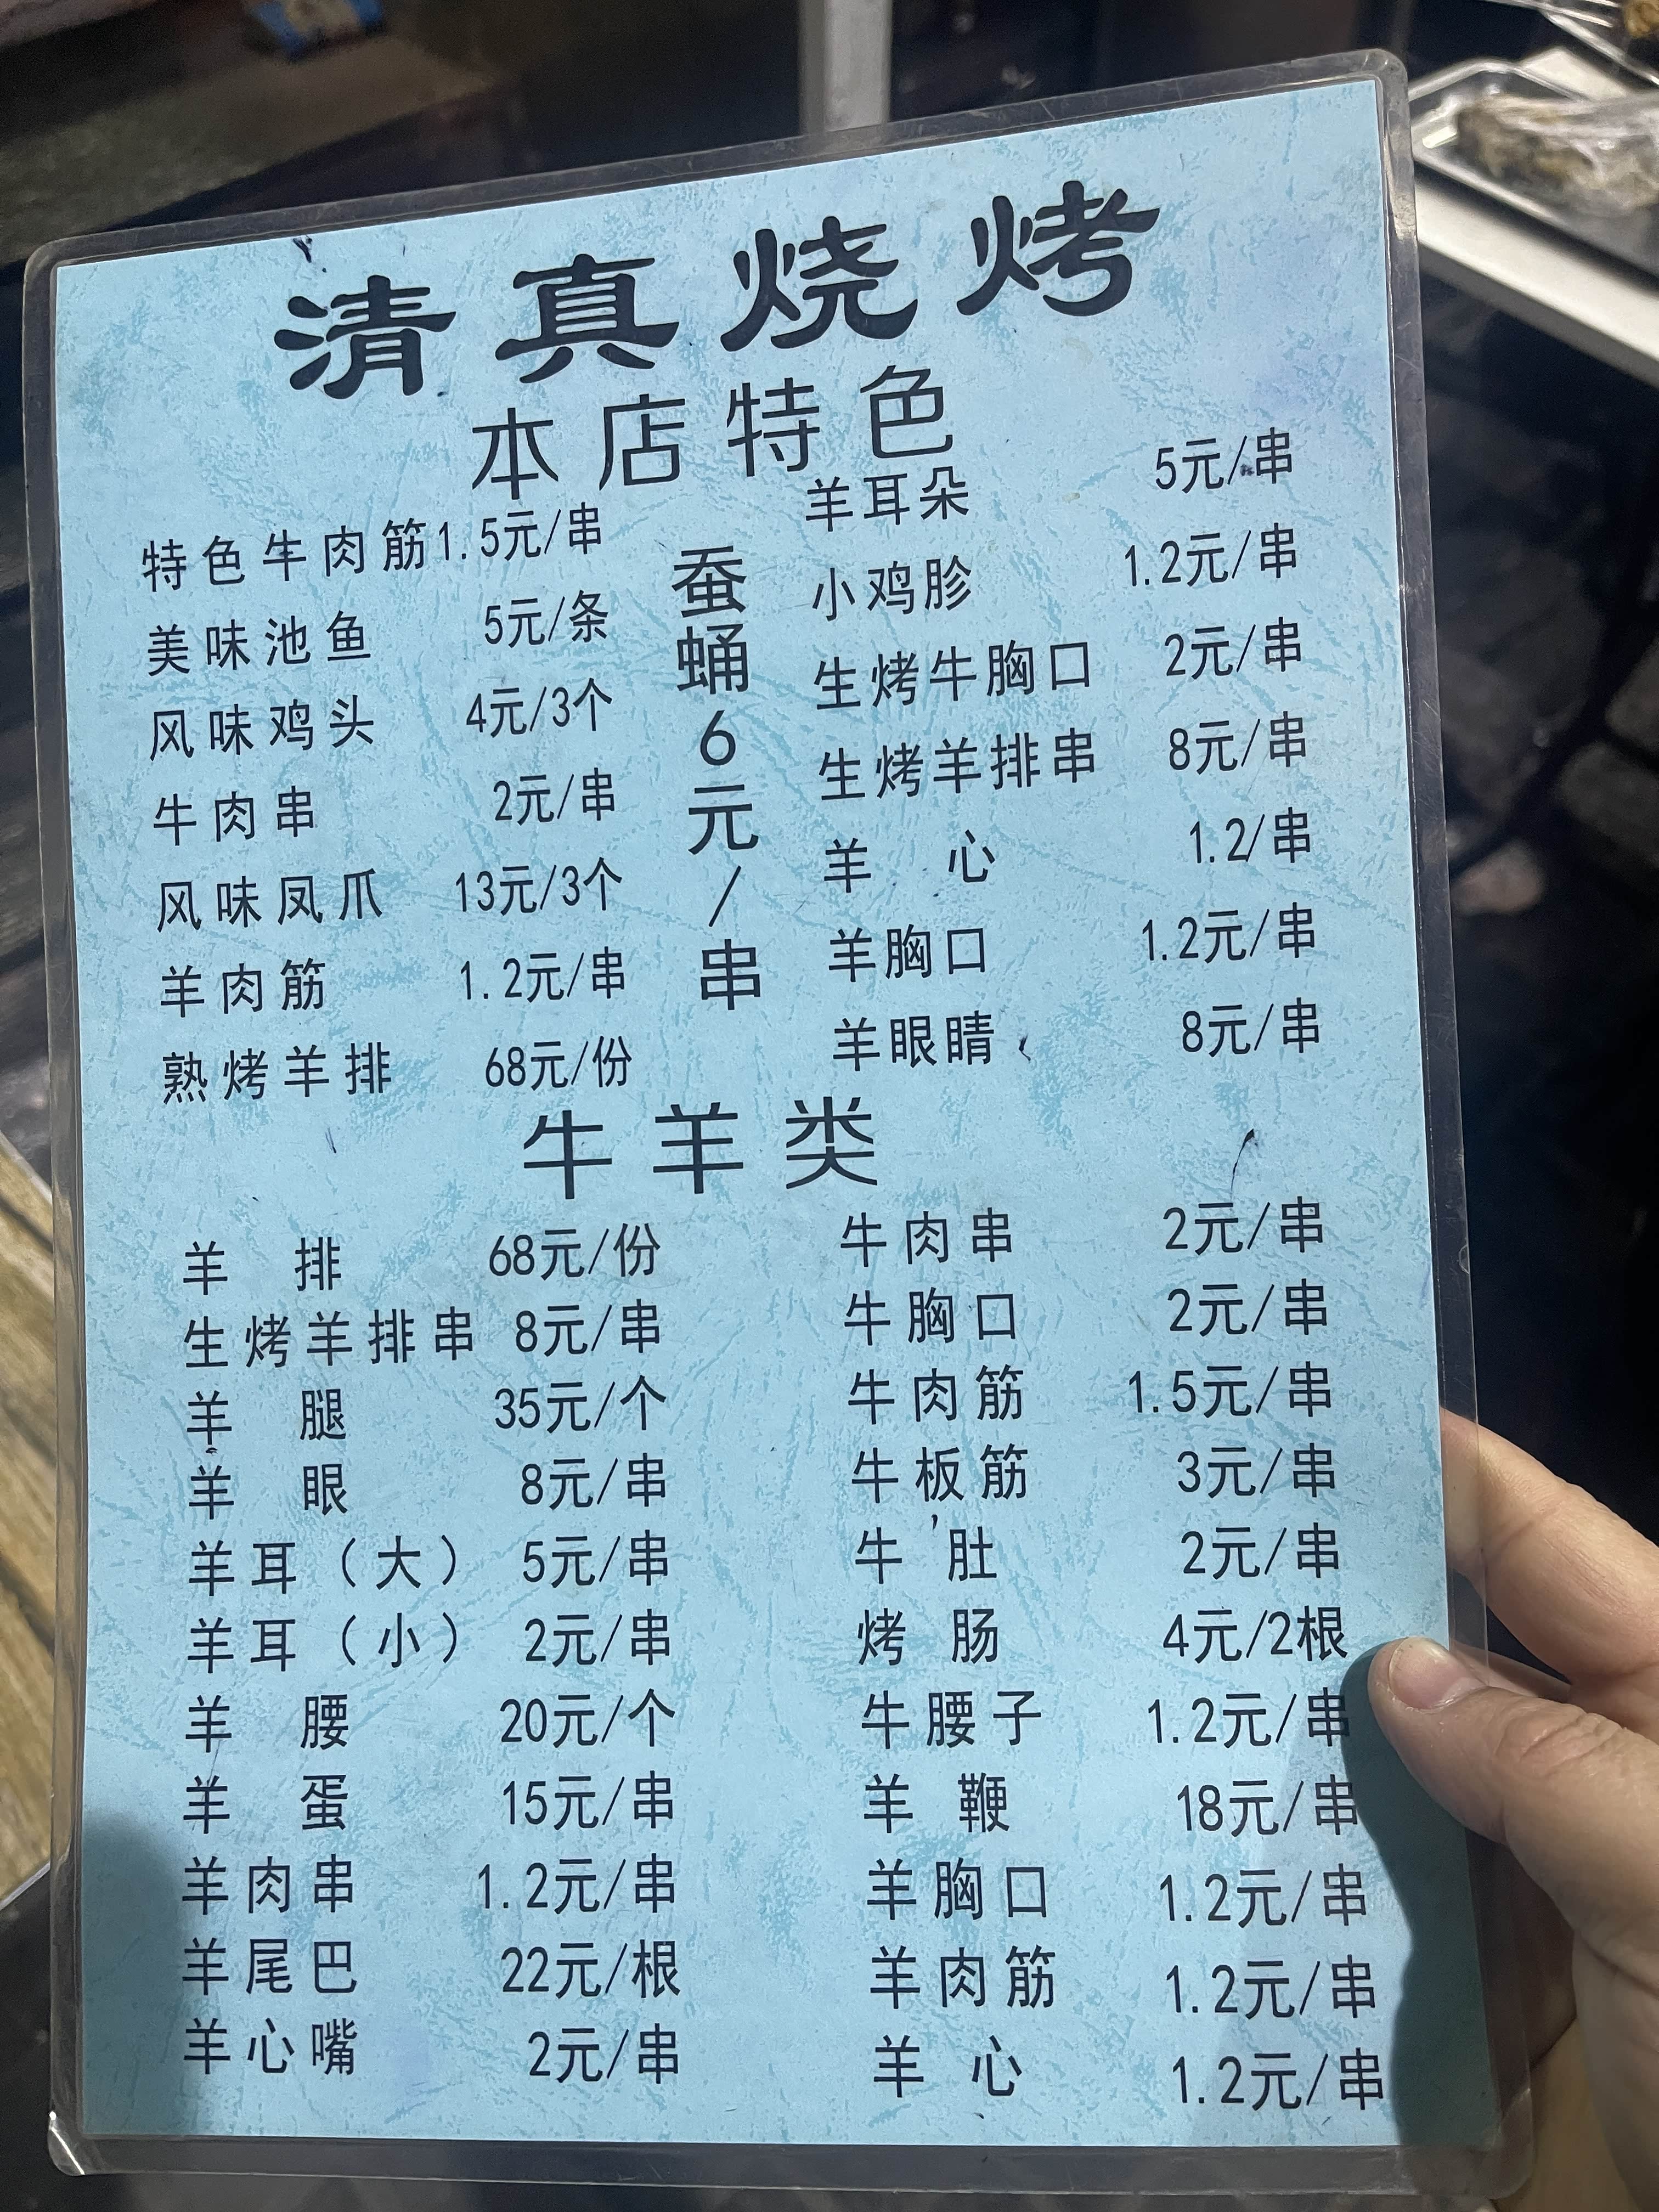 清真烧烤
本店特色
特色牛肉筋 1.5元/串
美味池鱼 5元/条
风味鸡头 4元/3个
牛肉串 2元/串
风味凤爪 13元/3个
羊肉筋 1.2元/串
熟烤羊排 68元/份
蚕蛹6元/串
羊耳朵 5元/串
小鸡胗 1.2元/串
生烤牛胸口 2元/串
生烤羊排串 8元/串
羊心 1.2/串
羊胸口 1.2元/串
羊眼睛 8元/串
牛羊类
羊排 68元/份
生烤羊排串 8元/串
羊腿 35元/个
羊眼 8元/串
羊耳（大） 5元/串
羊耳（小） 2元/串
羊腰 20元/个
羊蛋 15元/串
羊肉串 1.2元/串
羊尾巴 22元/根
羊心嘴 2元/串
牛肉串 2元/串
牛胸口 2元/串
牛肉筋 1.5元/串
牛板筋 3元/串
牛肚 2元/串
烤肠 4元/2根
牛腰子 1.2元/串
羊鞭 18元/串
羊胸口 1.2元/串
羊肉筋 1.2元/串
羊心 1.2元/串